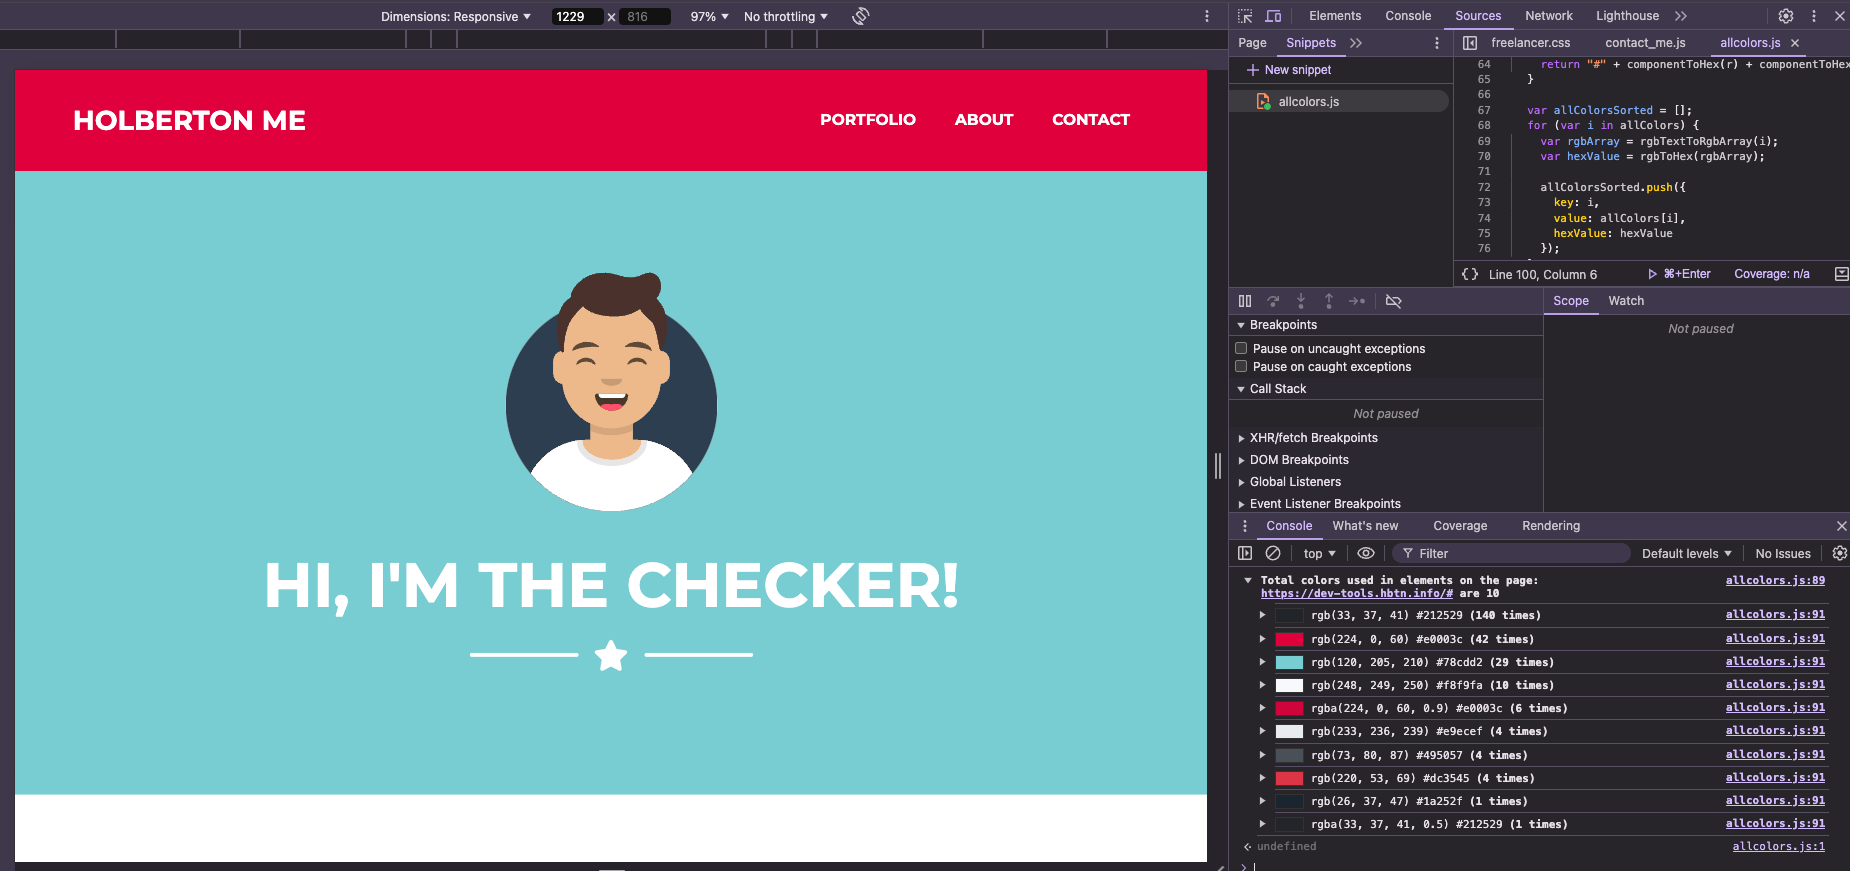 Dimensions: Responsive ▼ 1229 × 816 97% ▼ No throttling ▼
Elements Console Sources Network Lighthouse
Page Snippets
freelancer.css contact_me.js allcolors.js
New snippet
allcolors.js
64 return "#" + componentToHex(r) + componentToHex
65 }
66
67 var allColorsSorted = [];
68 for (var i in allColors) {
69 var rgbArray = rgbTextToRgbArray(i);
70 var hexValue = rgbToHex(rgbArray);
71
72 allColorsSorted.push({
73 key: i,
74 value: allColors[i],
75 hexValue: hexValue
76 });
{} Line 100, Column 6 ⌘+Enter Coverage: n/a
HOLBERTON ME
PORTFOLIO ABOUT CONTACT
HI, I'M THE CHECKER!
Scope Watch
Not paused
Breakpoints
Pause on uncaught exceptions
Pause on caught exceptions
Call Stack
Not paused
XHR/fetch Breakpoints
DOM Breakpoints
Global Listeners
Event Listener Breakpoints
Console What's new Coverage Rendering
top ▼ Filter Default levels ▼ No Issues
Total colors used in elements on the page: allcolors.js:89
https://dev-tools.hbtn.info/# are 10
rgb(33, 37, 41) #212529 (140 times) allcolors.js:91
rgb(224, 0, 60) #e0003c (42 times) allcolors.js:91
rgb(120, 205, 210) #78cdd2 (29 times) allcolors.js:91
rgb(248, 249, 250) #f8f9fa (10 times) allcolors.js:91
rgba(224, 0, 60, 0.9) #e0003c (6 times) allcolors.js:91
rgb(233, 236, 239) #e9ecef (4 times) allcolors.js:91
rgb(73, 80, 87) #495057 (4 times) allcolors.js:91
rgb(220, 53, 69) #dc3545 (4 times) allcolors.js:91
rgb(26, 37, 47) #1a252f (1 times) allcolors.js:91
rgba(33, 37, 41, 0.5) #212529 (1 times) allcolors.js:91
undefined allcolors.js:1